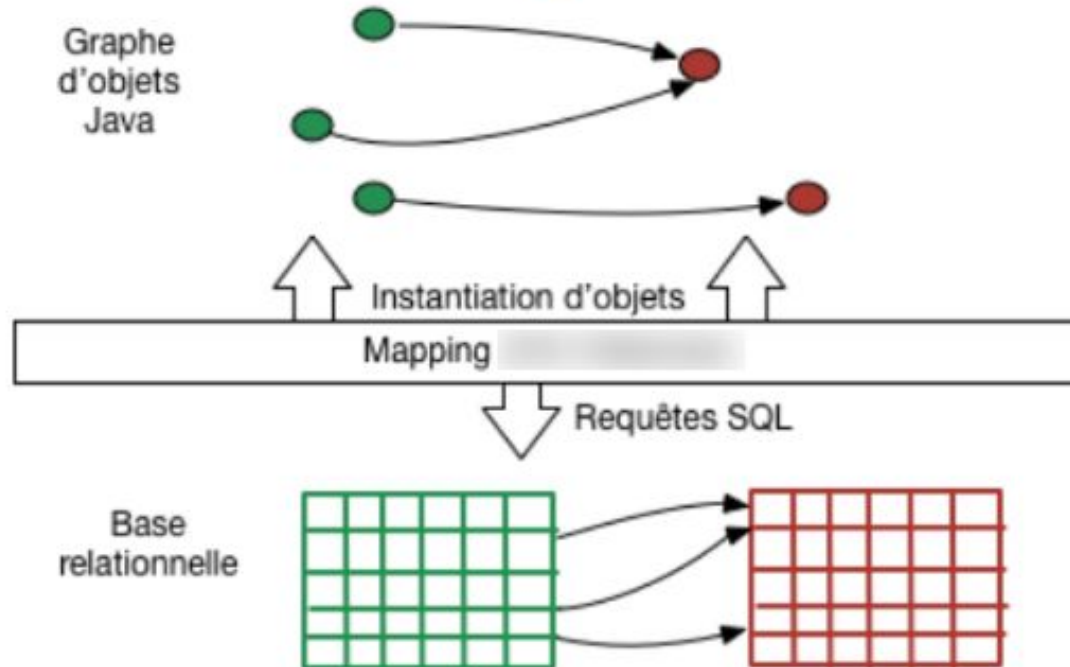 Graphe
d'objets
Java
Instantiation d'objets
Mapping
Requêtes SQL
Base
relationnelle